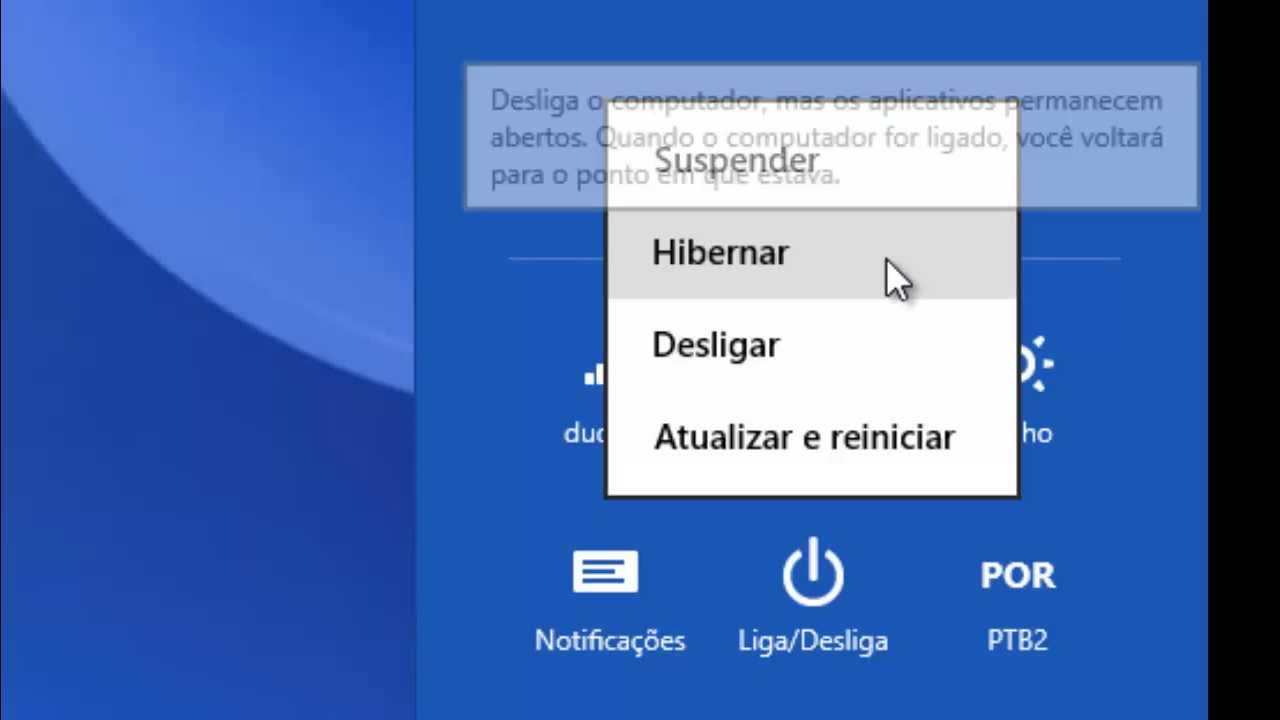 Desliga o computador, mas os aplicativos permanecem
abertos. Quando o computador for ligado, você voltará
para o ponto em que estava.
Suspender
Hibernar
Desligar
Atualizar e reiniciar
duc
ho
Notificações
Liga/Desliga
POR
PTB2